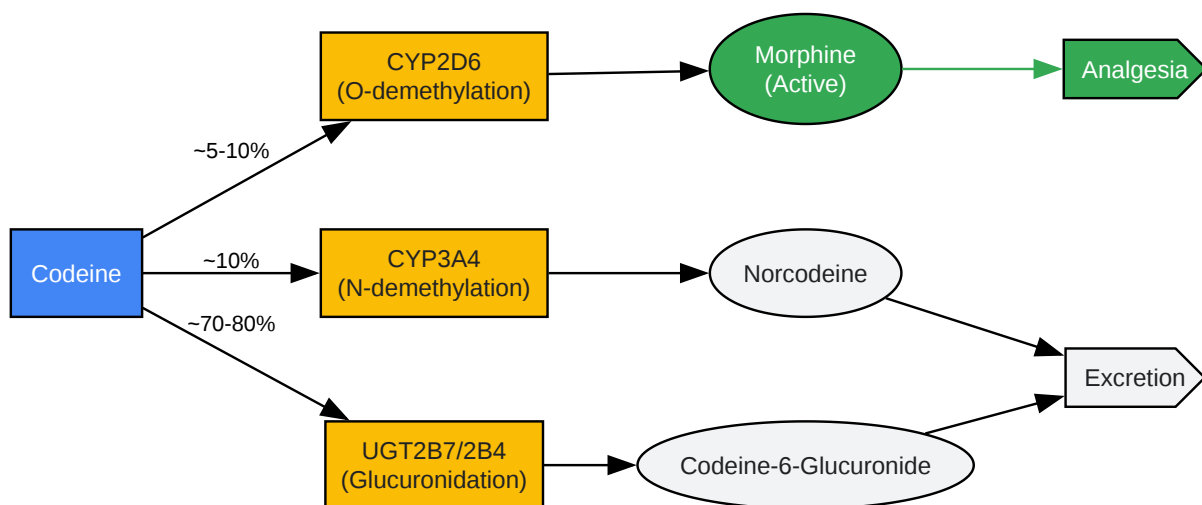 CYP2D6
(O-demethylation)
Morphine
(Active)
Analgesia
~5-10%
Codeine
~10%
CYP3A4
(N-demethylation)
Norcodeine
~70-80%
Excretion
UGT2B7/2B4
(Glucuronidation)
Codeine-6-Glucuronide